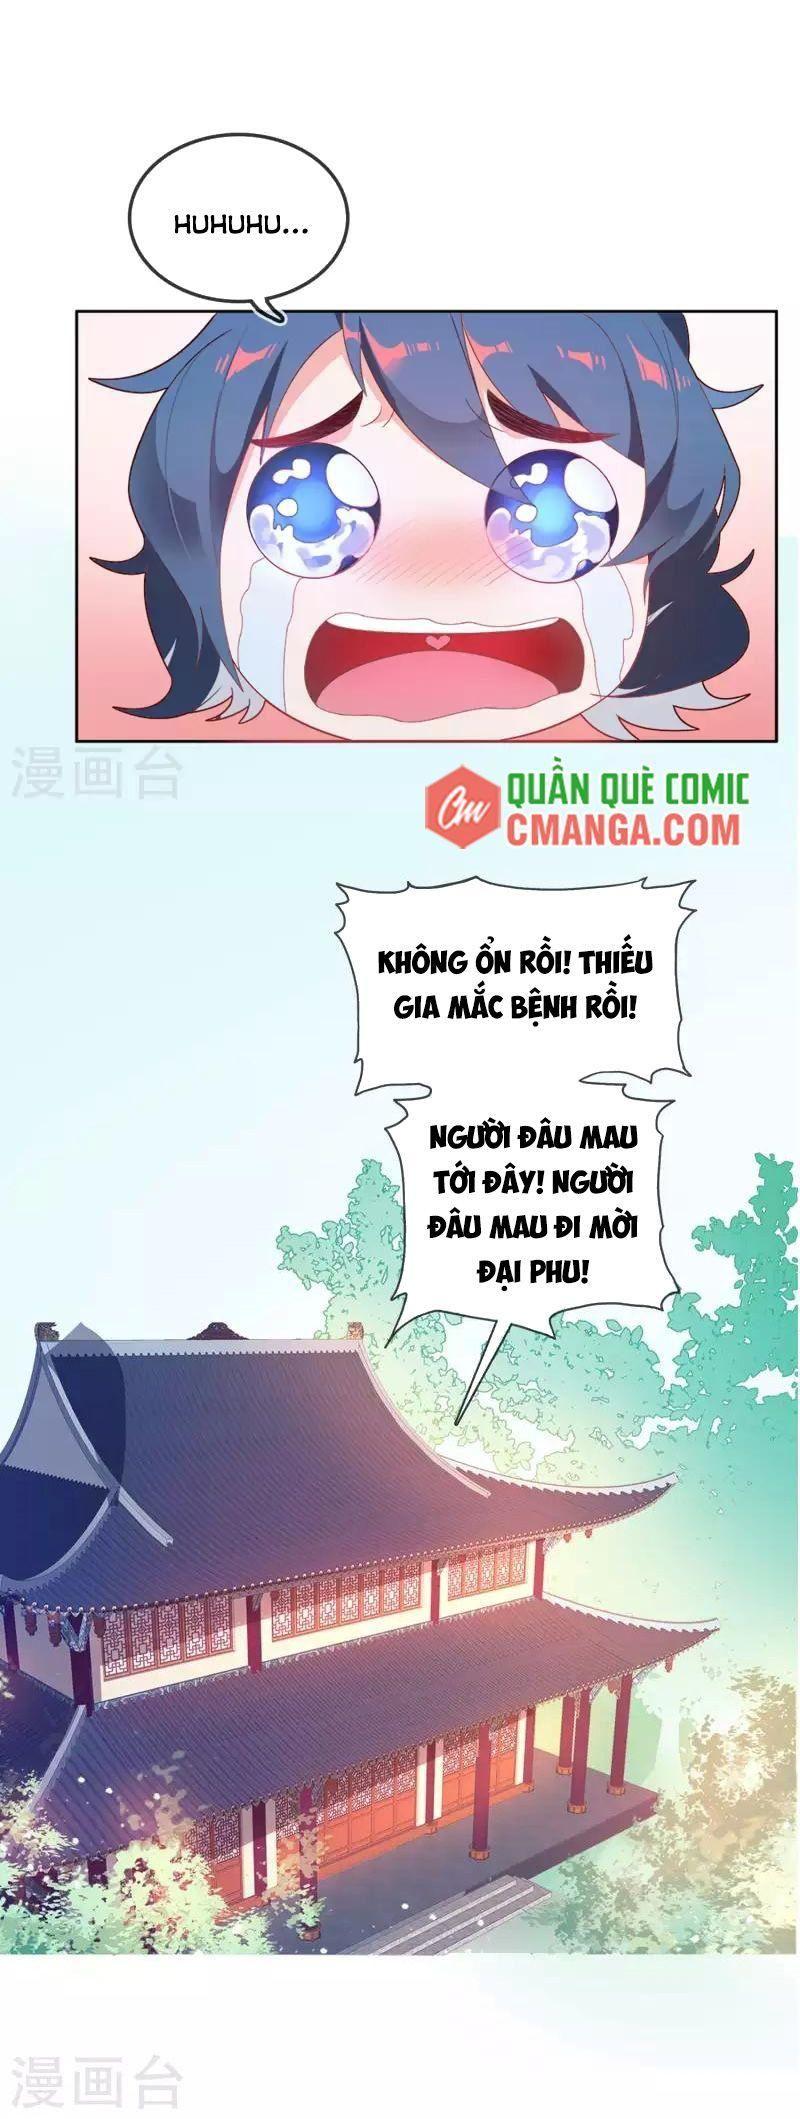 HUHUHU...
漫画台
Cm
QUẦN QUÈ COMIC
CMANGA.COM
KHÔNG ỔN RỒI! THIẾU
GIA MẮC BỆNH RỒI!
NGƯỜI ĐÂU MAU
TỚI ĐÂY! NGƯỜI
ĐÂU MAU ĐI MỜI
ĐẠI PHU!
漫画台